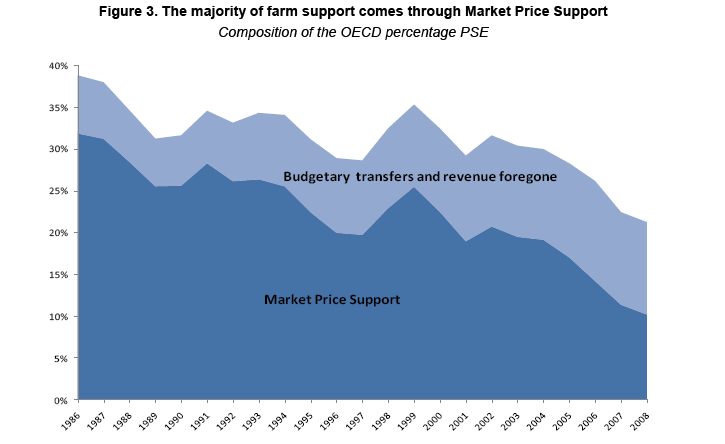 Figure 3. The majority of farm support comes through Market Price Support
Composition of the OECD percentage PSE
40%
35%
30%
25%
20%
15%
10%
5%
0%
Budgetary transfers and revenue foregone
Market Price Support
1986 1987 1988 1989 1990 1991 1992 1993 1994 1995 1996 1997 1998 1999 2000 2001 2002 2003 2004 2005 2006 2007 2008